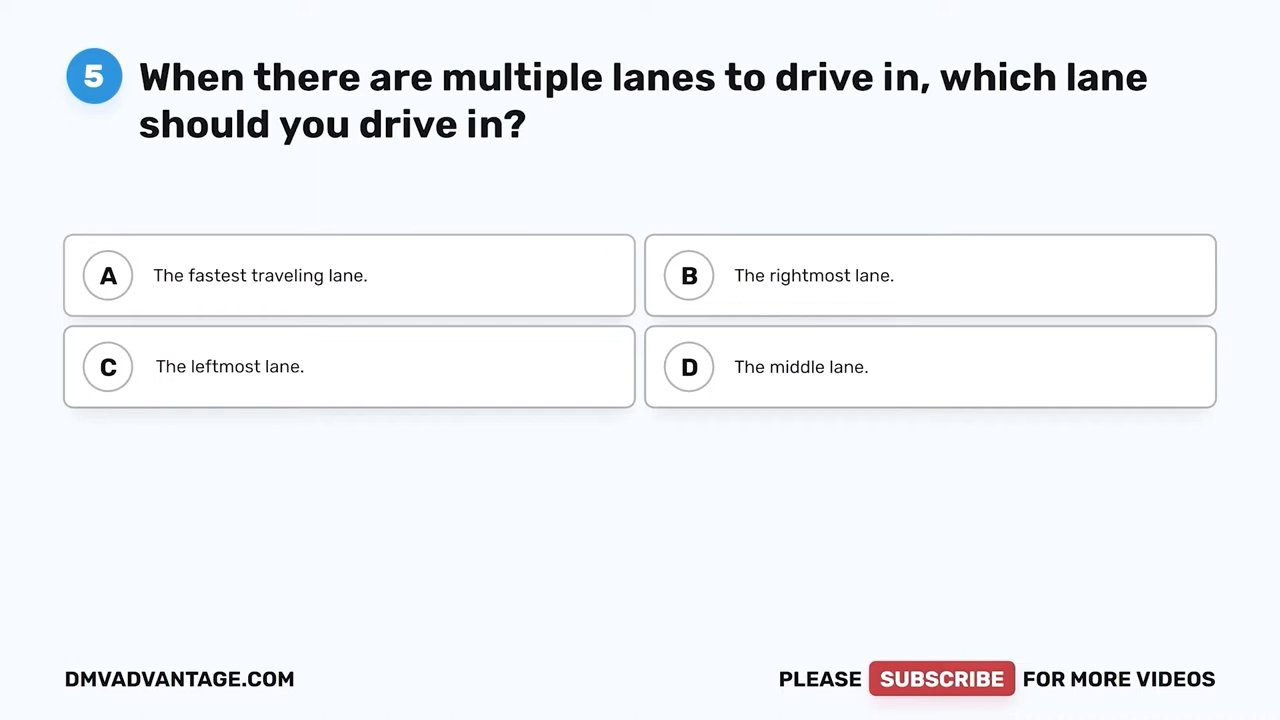 5
When there are multiple lanes to drive in, which lane
should you drive in?
A The fastest traveling lane.
B The rightmost lane.
C The leftmost lane.
D The middle lane.
DMVADVANTAGE.COM
PLEASE SUBSCRIBE FOR MORE VIDEOS